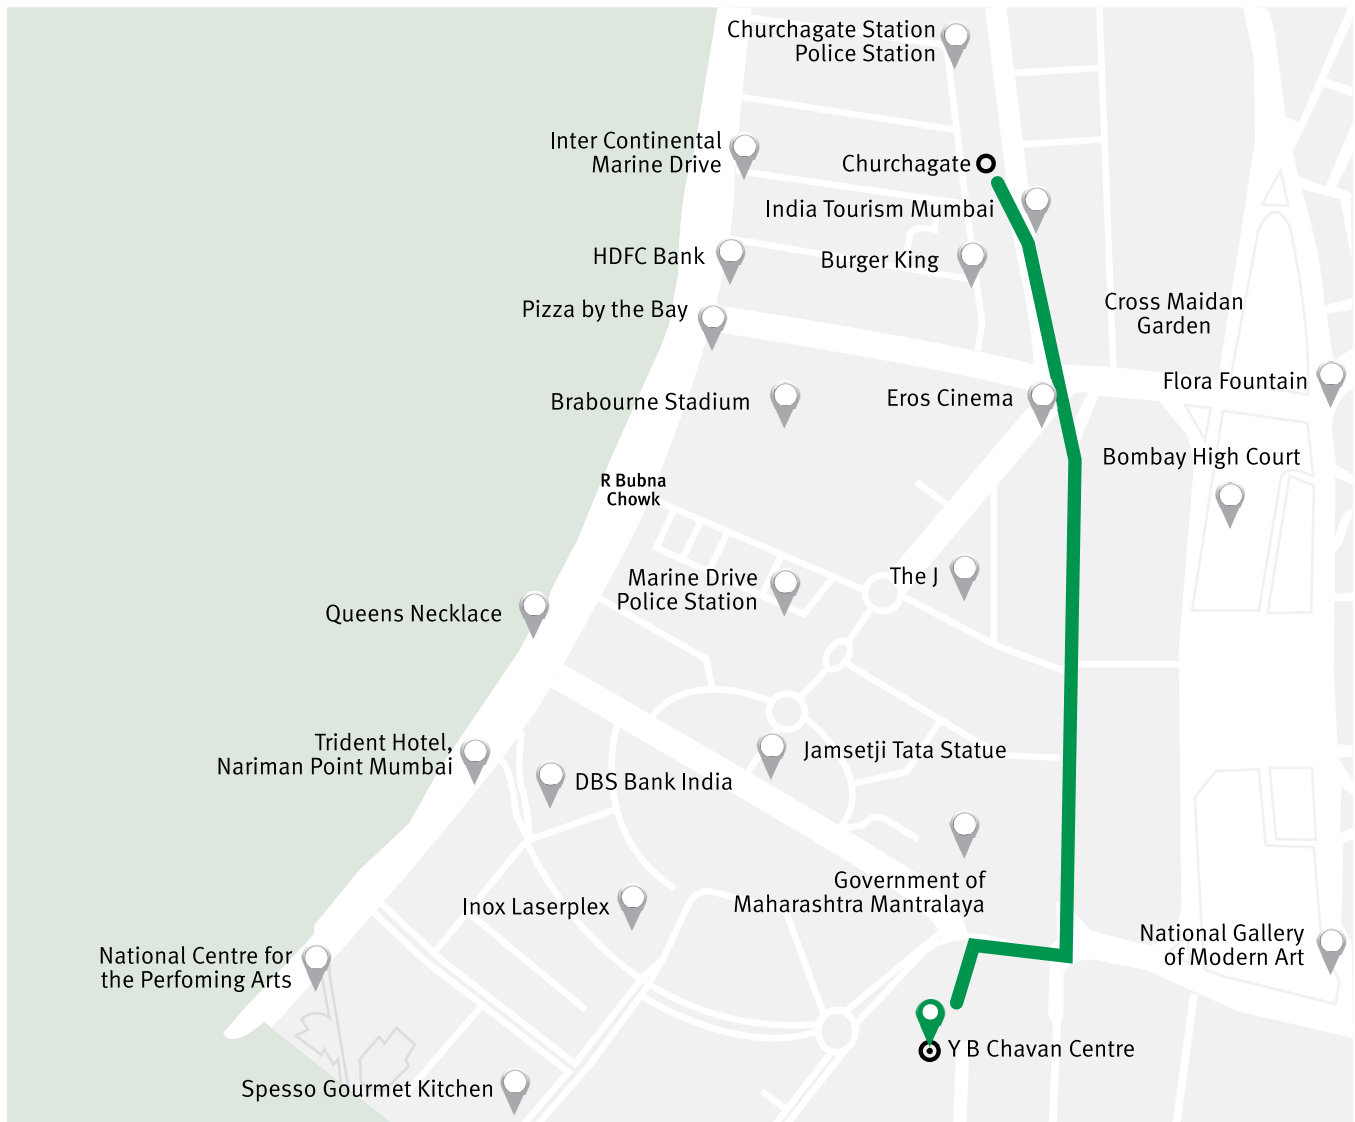 Churchagate Station
Police Station
Inter Continental
Marine Drive
Churchagate
India Tourism Mumbai
HDFC Bank
Burger King
Pizza by the Bay
Cross Maidan
Garden
Flora Fountain
Brabourne Stadium
Eros Cinema
Bombay High Court
R Bubna
Chowk
Marine Drive
Police Station
The J
Queens Necklace
Trident Hotel,
Nariman Point Mumbai
Jamsetji Tata Statue
DBS Bank India
Government of
Maharashtra Mantralaya
Inox Laserplex
National Gallery
of Modern Art
National Centre for
the Perfoming Arts
Y B Chavan Centre
Spesso Gourmet Kitchen